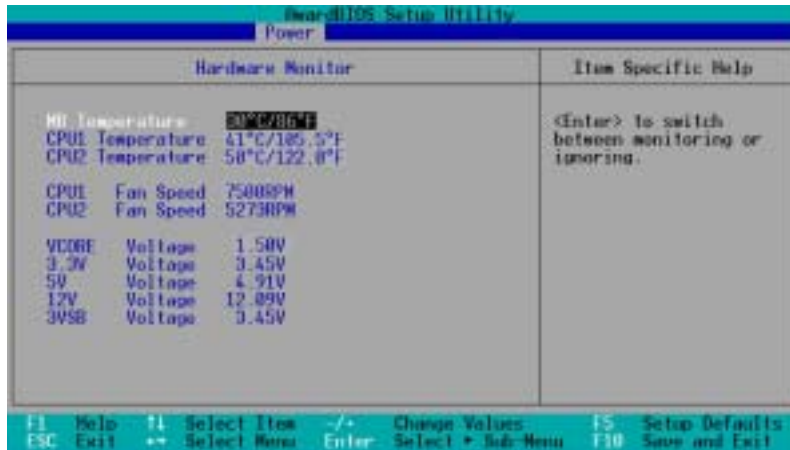 AwardBIOS Setup Utility
Power
Hardware Monitor
Item Specific Help
MB Temperature 30°C/86°F
CPU1 Temperature 41°C/105.5°F
CPU2 Temperature 50°C/122.0°F
CPU1 Fan Speed 7500RPM
CPU2 Fan Speed 5273RPM
VCORE Voltage 1.50V
3.3V Voltage 3.45V
5V Voltage 4.91V
12V Voltage 12.09V
3VSB Voltage 3.45V
<Enter> to switch
between monitoring or
ignoring.
F1 Help ↑↓ Select Item -/+ Change Values F5 Setup Defaults
ESC Exit ←→ Select Menu Enter Select ► Sub-Menu F10 Save and Exit